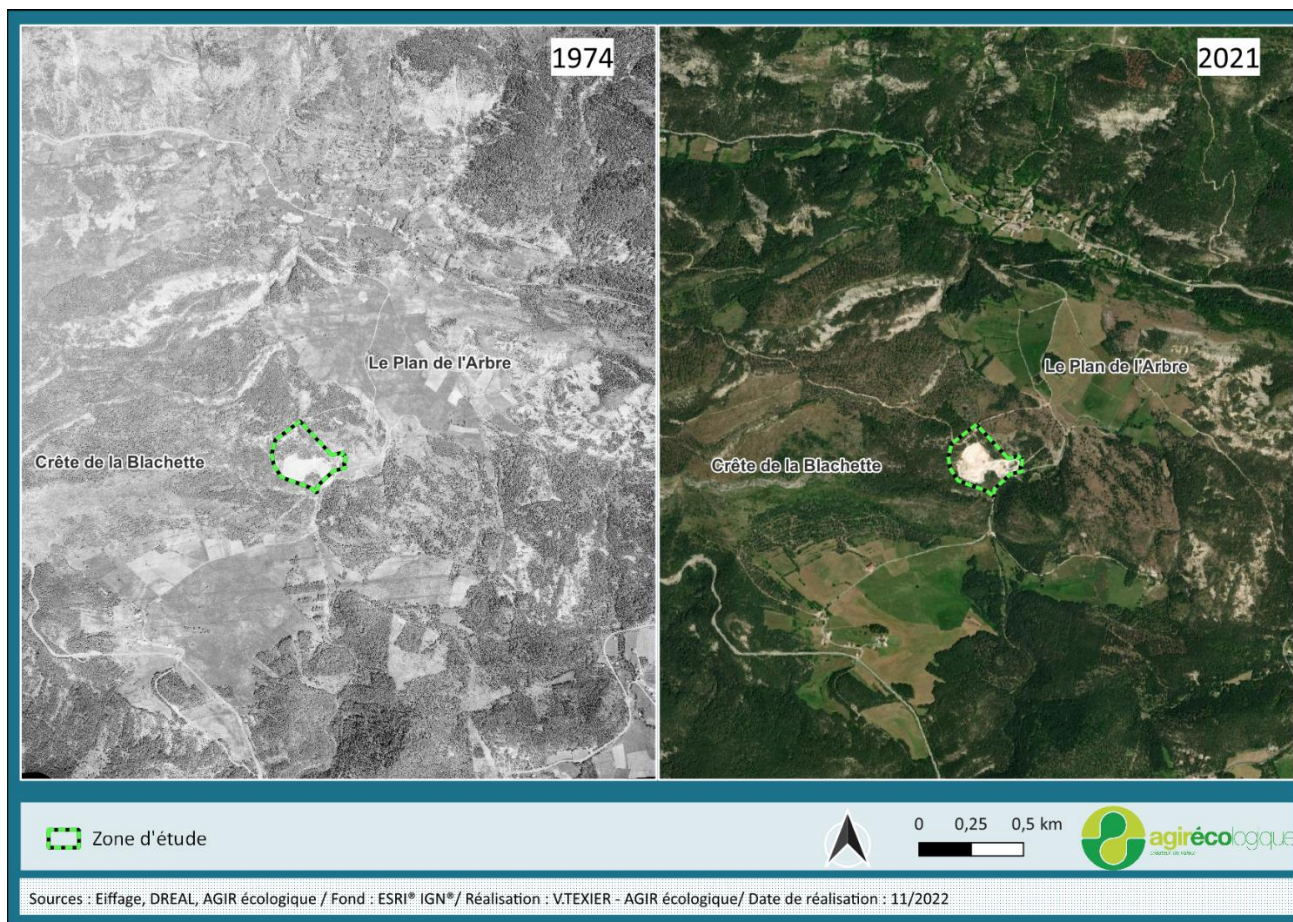 1974
2021
Le Plan de l'Arbre
Le Plan de l'Arbre
Crête de la Blachette
Crête de la Blachette
Zone d'étude
0 0,25 0,5 km
agirécologique
Sources : Eiffage, DREAL, AGIR écologique / Fond : ESRI® IGN®/ Réalisation : V.TEXIER - AGIR écologique/ Date de réalisation : 11/2022